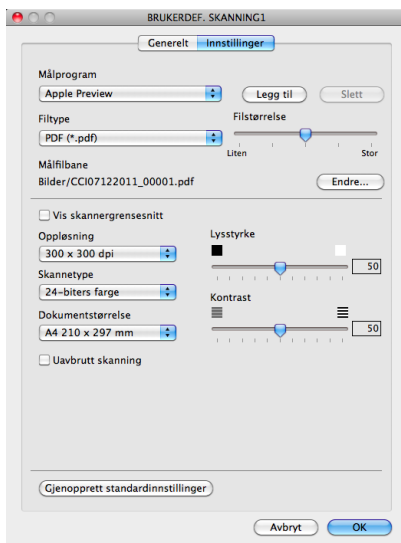 BRUKERDEF. SKANNING1
Generelt Innstillinger
Målprogram
Apple Preview Legg til Slett
Filtype Filstørrelse
PDF (*.pdf)
Liten Stor
Målfilbane
Bilder/CCI07122011_00001.pdf Endre...
Vis skannergrensesnitt
Oppløsning Lysstyrke
300 x 300 dpi
50
Skannetype
24-biters farge
Kontrast
Dokumentstørrelse
A4 210 x 297 mm 50
Uavbrutt skanning
Gjenopprett standardinnstillinger
Avbryt OK